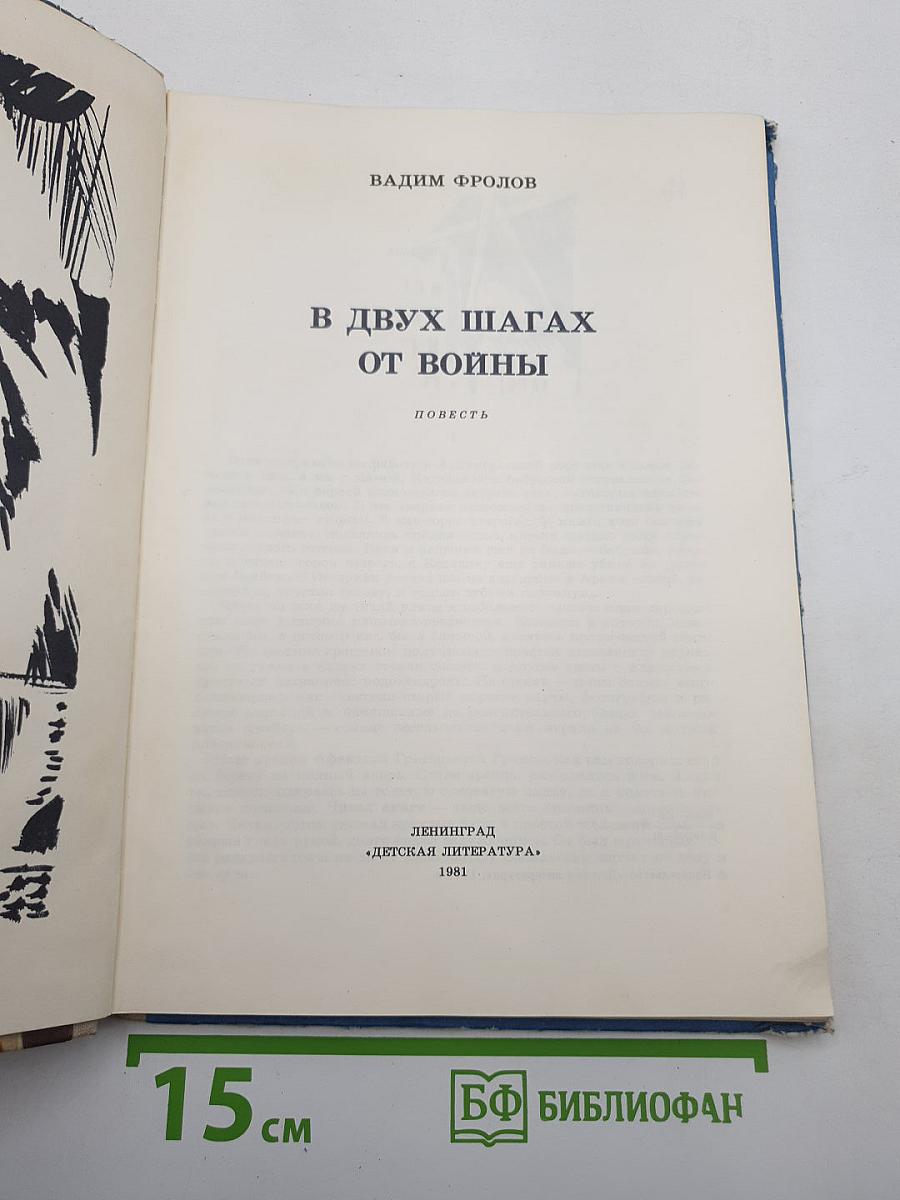 ВАДИМ ФРОЛОВ
В ДВУХ ШАГАХ
ОТ ВОЙНЫ
ПОВЕСТЬ
ЛЕНИНГРАД
«ДЕТСКАЯ ЛИТЕРАТУРА»
1981
15 см
БФ БИБЛИОФАН